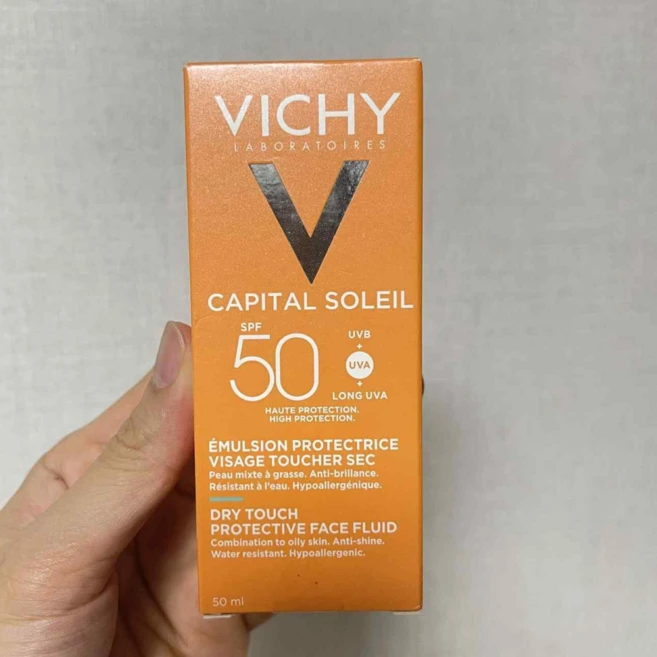 VICHY
LABORATOIRES
CAPITAL SOLEIL
SPF
50
UVB
+
UVA
+
LONG UVA
HAUTE PROTECTION.
HIGH PROTECTION.
ÉMULSION PROTECTRICE
VISAGE TOUCHER SEC
Peau mixte à grasse. Anti-brillance.
Résistant à l'eau. Hypoallergénique.
DRY TOUCH
PROTECTIVE FACE FLUID
Combination to oily skin. Anti-shine.
Water resistant. Hypoallergenic.
50 ml